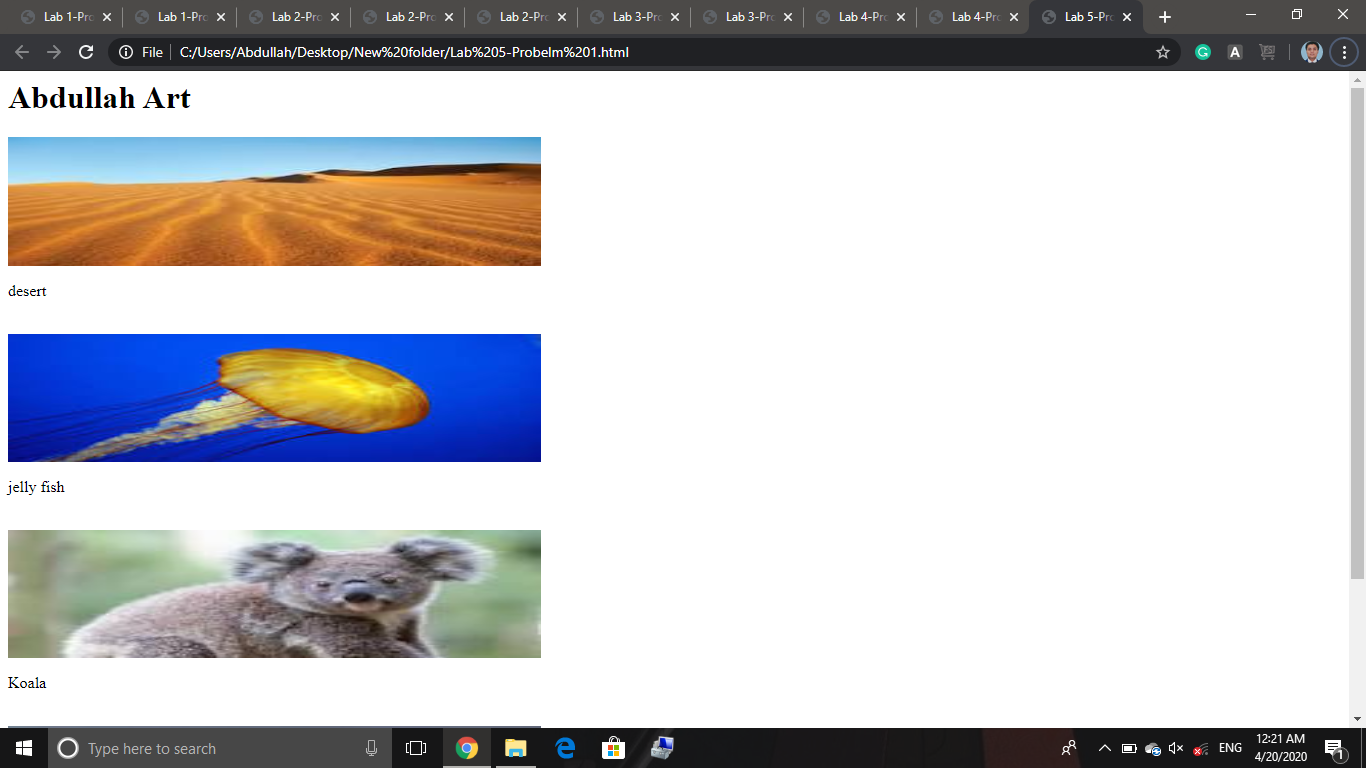 Lab 1-Pro
Lab 1-Pro
Lab 2-Pro
Lab 2-Pro
Lab 2-Pro
Lab 3-Pro
Lab 3-Pro
Lab 4-Pro
Lab 4-Pro
Lab 5-Pro
File
C:/Users/Abdullah/Desktop/New%20folder/Lab%205-Probelm%201.html
Abdullah Art
desert
jelly fish
Koala
Type here to search
ENG
12:21 AM
4/20/2020
1